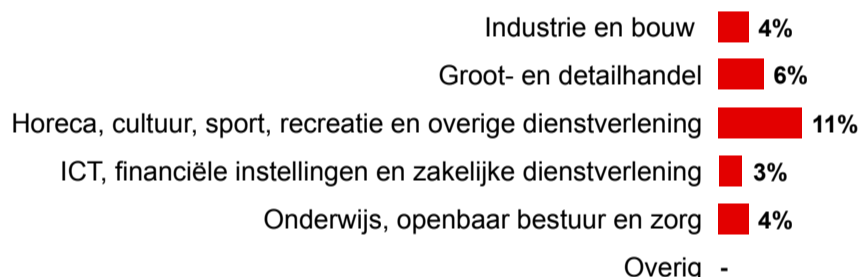 Industrie en bouw 4%
Groot- en detailhandel 6%
Horeca, cultuur, sport, recreatie en overige dienstverlening 11%
ICT, financiële instellingen en zakelijke dienstverlening 3%
Onderwijs, openbaar bestuur en zorg 4%
Overig -